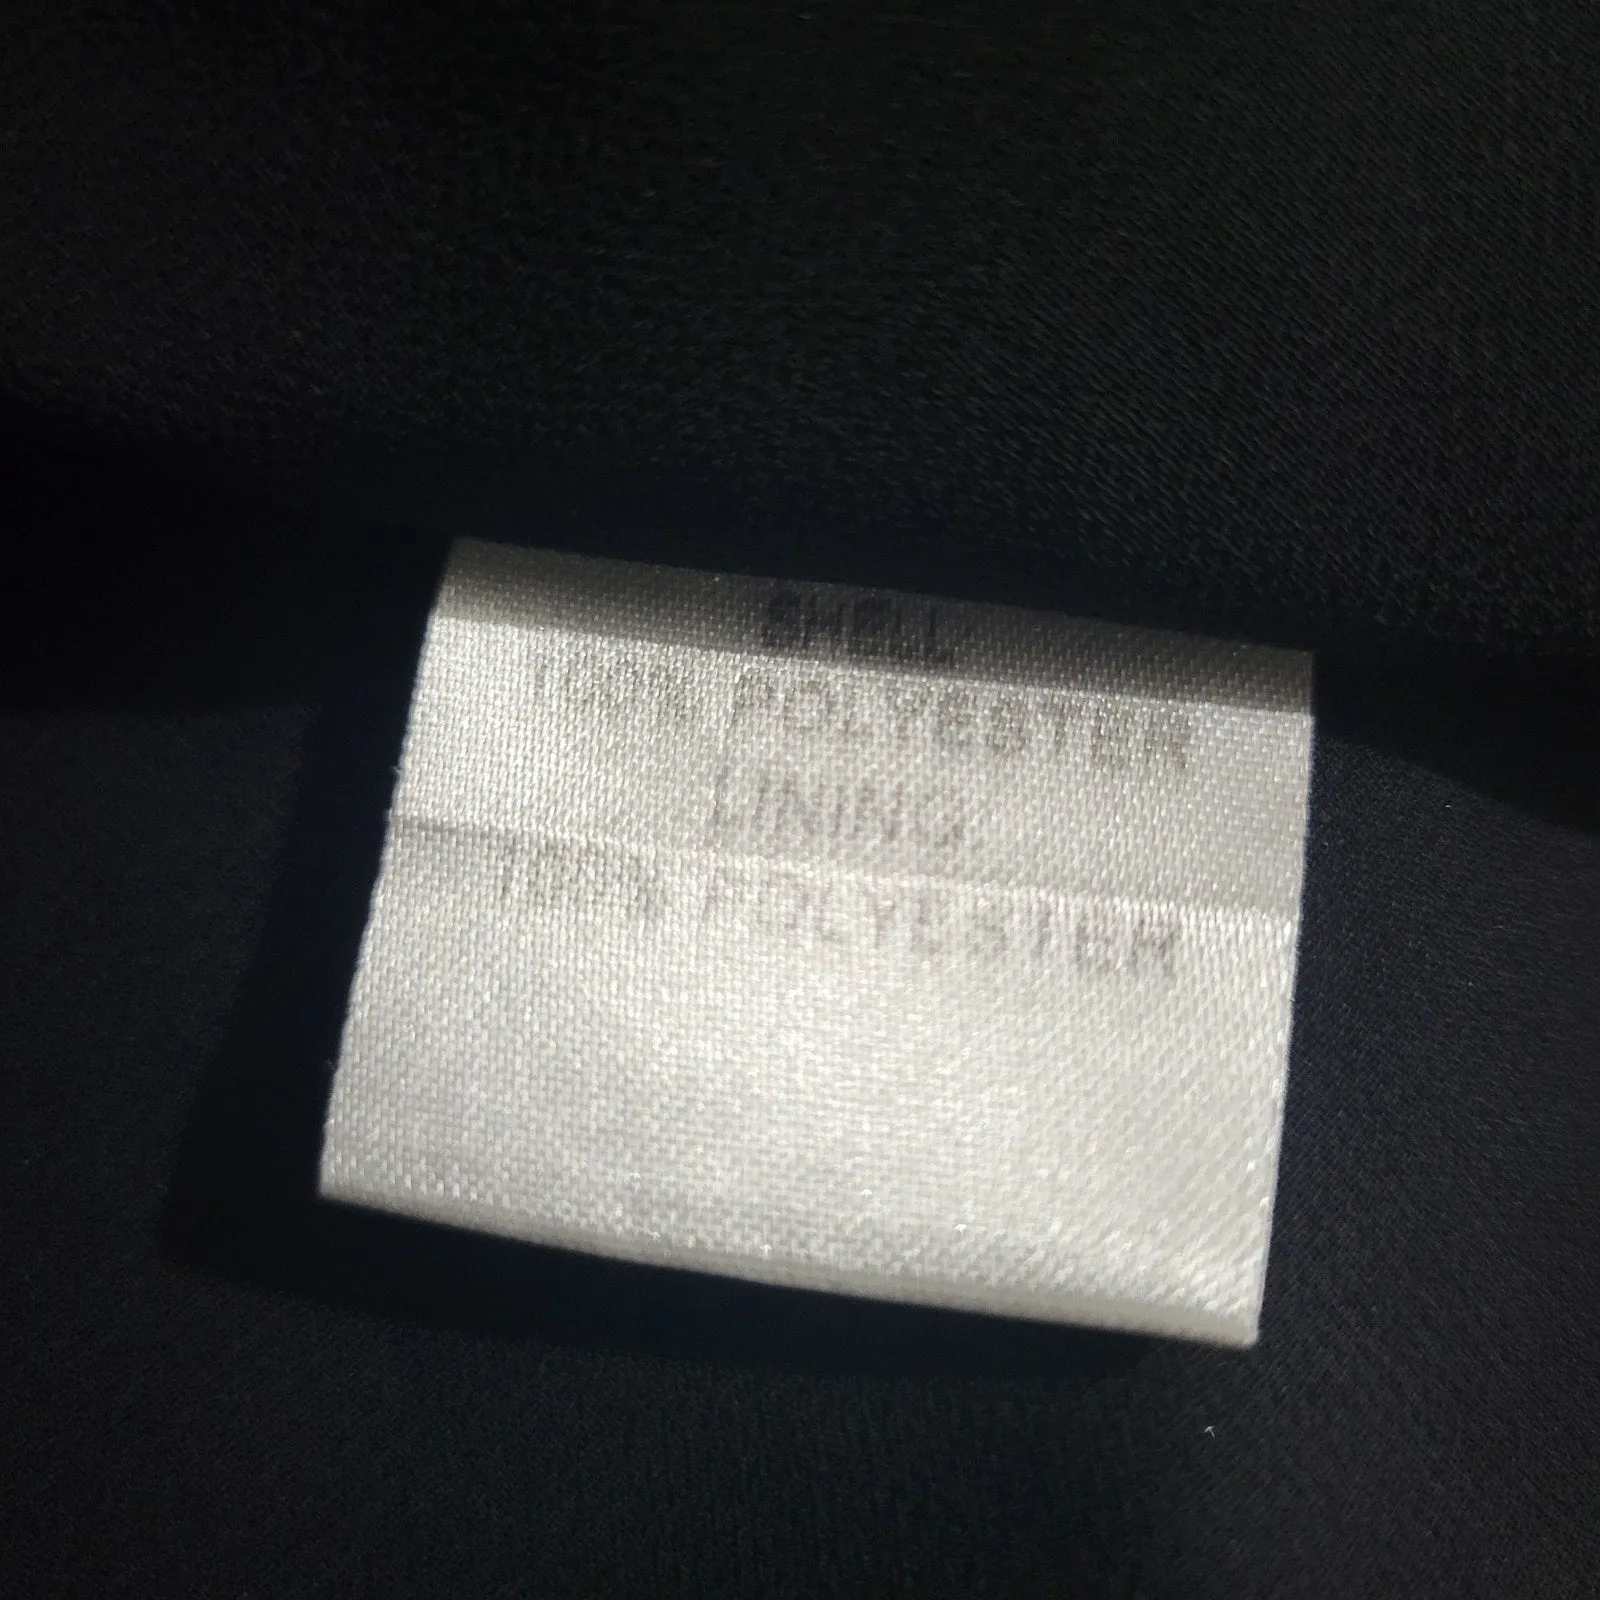 SHELL
100% POLYESTER
LINING
100% POLYESTER